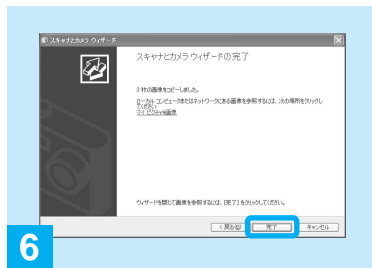 スキャナとカメラ ウィザード
スキャナとカメラ ウィザードの完了
3 枚の画像をコピーしました。
ローカル コンピュータまたはネットワークにある画像を参照するには、次の場所をクリックし
てください:
マイ ピクチャ\画像
ウィザードを閉じて画像を参照するには、[完了] をクリックしてください。
< 戻る(B)
完了
キャンセル
6